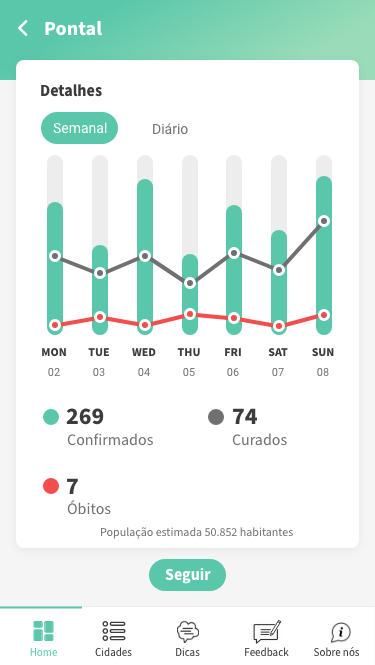 Pontal
Detalhes
Semanal Diário
MON TUE WED THU FRI SAT SUN
02 03 04 05 06 07 08
269 74
Confirmados Curados
7
Óbitos
População estimada 50.852 habitantes
Seguir
Home Cidades Dicas Feedback Sobre nós